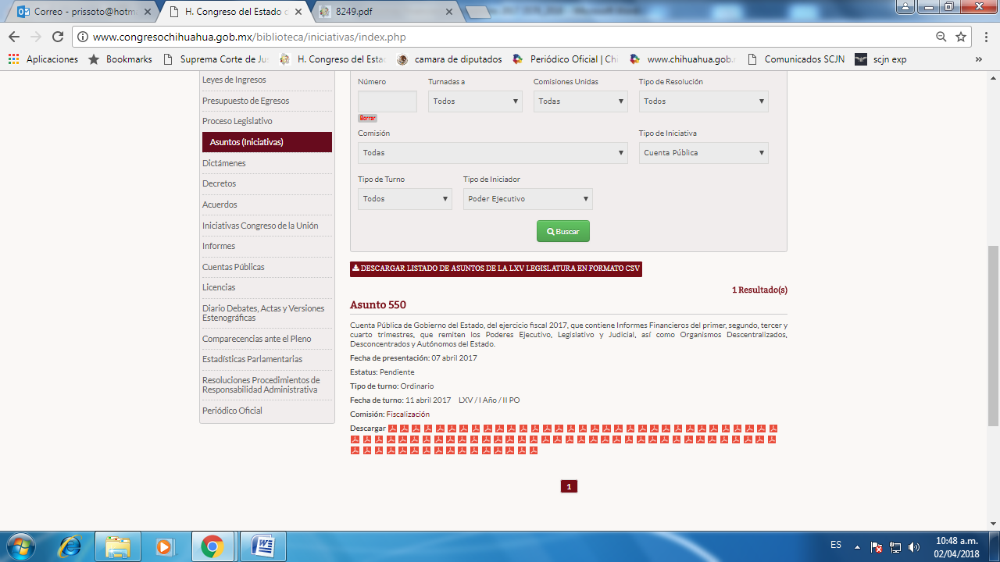 Correo - prissoto@hotm
H. Congreso del Estado
8249.pdf
www.congresochihuahua.gob.mx/biblioteca/iniciativas/index.php
Aplicaciones
Bookmarks
Suprema Corte de Jus
H. Congreso del Estad
camara de diputados
Periódico Oficial | Chi
www.chihuahua.gob.
Comunicados SCJN
scjn exp
»
Leyes de Ingresos
Presupuesto de Egresos
Proceso Legislativo
Asuntos (Iniciativas)
Dictámenes
Decretos
Acuerdos
Iniciativas Congreso de la Unión
Informes
Cuentas Públicas
Licencias
Diario Debates, Actas y Versiones
Estenográficas
Comparecencias ante el Pleno
Estadísticas Parlamentarias
Resoluciones Procedimientos de
Responsabilidad Administrativa
Periódico Oficial
Número
Turnadas a
Comisiones Unidas
Tipo de Resolución
Todos
Todas
Todos
Borrar
Comisión
Tipo de Iniciativa
Todas
Cuenta Pública
Tipo de Turno
Tipo de Iniciador
Todos
Poder Ejecutivo
Buscar
DESCARGAR LISTADO DE ASUNTOS DE LA LXV LEGISLATURA EN FORMATO CSV
1 Resultado(s)
Asunto 550
Cuenta Pública de Gobierno del Estado, del ejercicio fiscal 2017, que contiene Informes Financieros del primer, segundo, tercer y
cuarto trimestres, que remiten los Poderes Ejecutivo, Legislativo y Judicial, así como Organismos Descentralizados,
Desconcentrados y Autónomos del Estado.
Fecha de presentación: 07 abril 2017
Estatus: Pendiente
Tipo de turno: Ordinario
Fecha de turno: 11 abril 2017 LXV / I Año / II PO
Comisión: Fiscalización
Descargar
1
ES
10:48 a.m.
02/04/2018